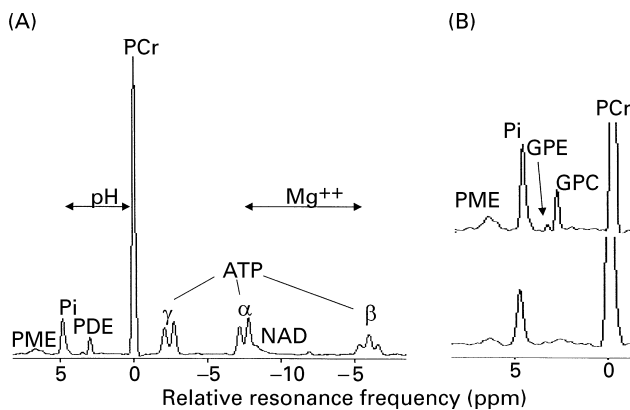 (A)
(B)
PCr
pH
Mg++
ATP
γ
α
β
Pi
PME
PDE
NAD
5 0 –5 –5 –10 –5
PCr
Pi
GPE
GPC
PME
5 0
Relative resonance frequency (ppm)